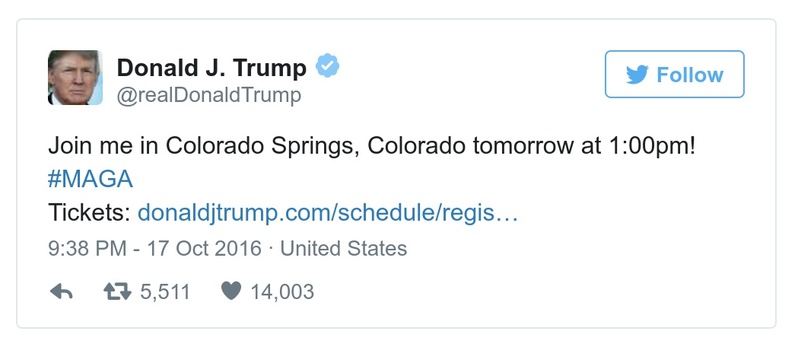 Donald J. Trump
@realDonaldTrump
Follow
Join me in Colorado Springs, Colorado tomorrow at 1:00pm!
#MAGA
Tickets: donaldjtrump.com/schedule/regis…
9:38 PM - 17 Oct 2016 · United States
5,511 14,003